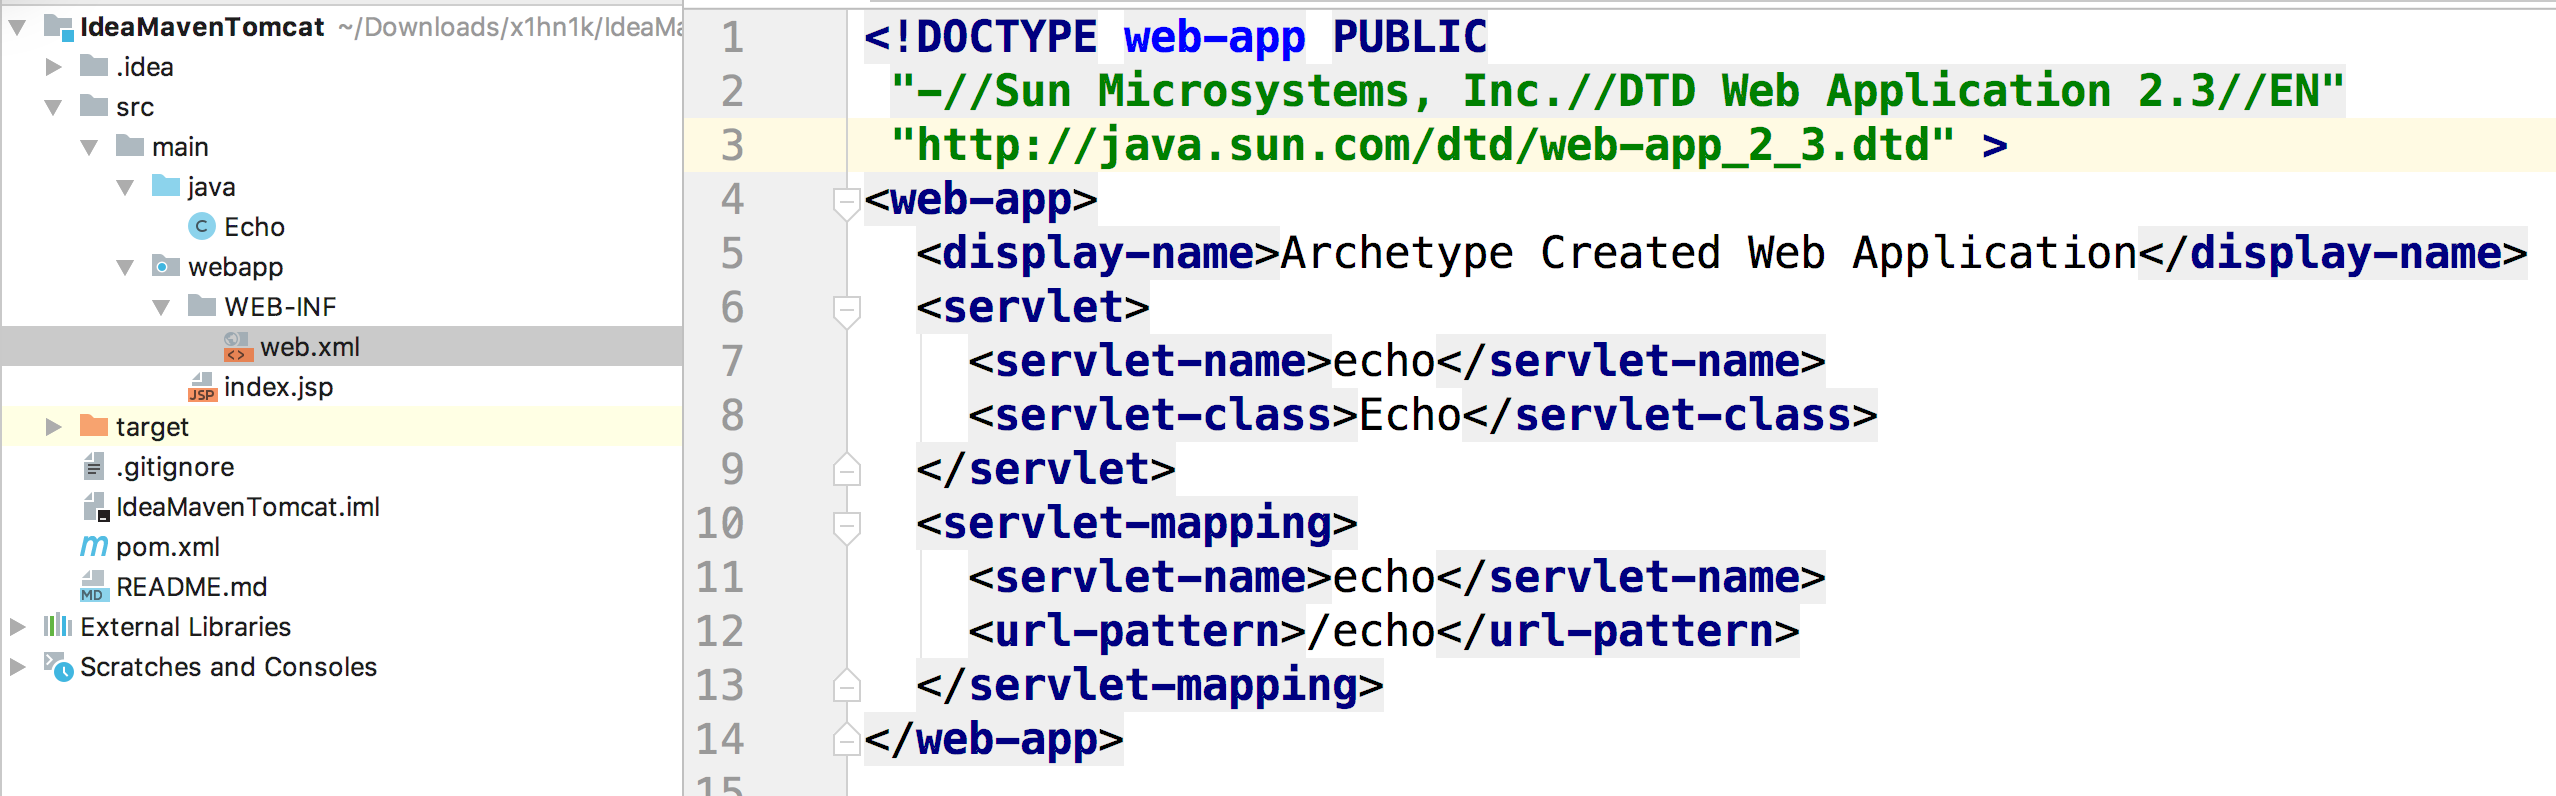 IdeaMavenTomcat ~/Downloads/x1hn1k/IdeaMa
.idea
src
main
java
C Echo
webapp
WEB-INF
<> web.xml
JSP index.jsp
target
.gitignore
IdeaMavenTomcat.iml
m pom.xml
MD README.md
External Libraries
Scratches and Consoles
1 <!DOCTYPE web-app PUBLIC
2 "-//Sun Microsystems, Inc.//DTD Web Application 2.3//EN"
3 "http://java.sun.com/dtd/web-app_2_3.dtd" >
4 <web-app>
5 <display-name>Archetype Created Web Application</display-name>
6 <servlet>
7 <servlet-name>echo</servlet-name>
8 <servlet-class>Echo</servlet-class>
9 </servlet>
10 <servlet-mapping>
11 <servlet-name>echo</servlet-name>
12 <url-pattern>/echo</url-pattern>
13 </servlet-mapping>
14 </web-app>
15